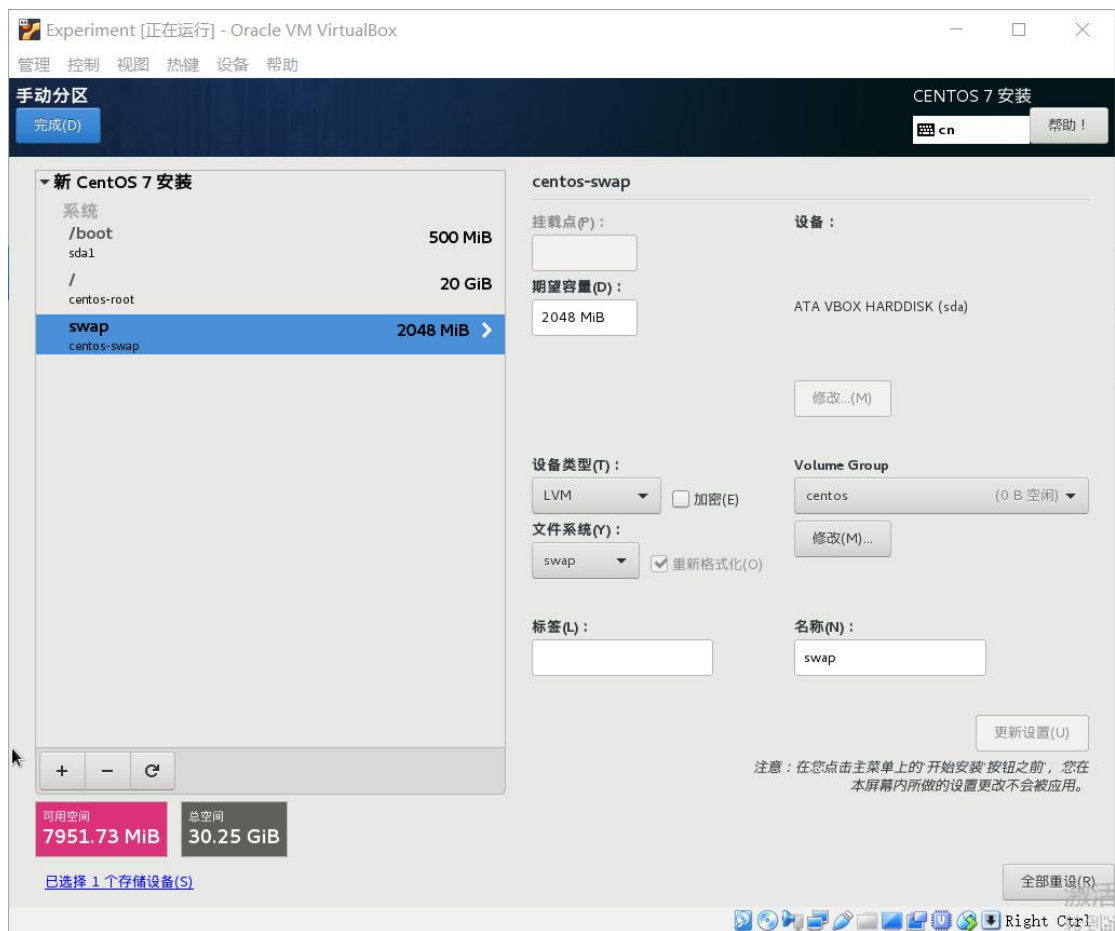 Experiment [正在运行] - Oracle VM VirtualBox
管理 控制 视图 热键 设备 帮助
手动分区
完成(D)
CENTOS 7 安装
cn
帮助！
新 CentOS 7 安装
系统
/boot
500 MiB
sda1
/
20 GiB
centos-root
swap
2048 MiB
centos-swap
centos-swap
挂载点(P)：
设备：
期望容量(D)：
2048 MiB
ATA VBOX HARDDISK (sda)
修改...(M)
设备类型(T)：
Volume Group
LVM
加密(E)
centos
(0 B 空闲)
文件系统(Y)：
修改(M)...
swap
重新格式化(O)
标签(L)：
名称(N)：
swap
更新设置(U)
注意：在您点击主菜单上的'开始安装'按钮之前，您在
本屏幕内所做的设置更改不会被应用。
+ −
可用空间
7951.73 MiB
总空间
30.25 GiB
已选择 1 个存储设备(S)
全部重设(R)
激活
Right Ctrl